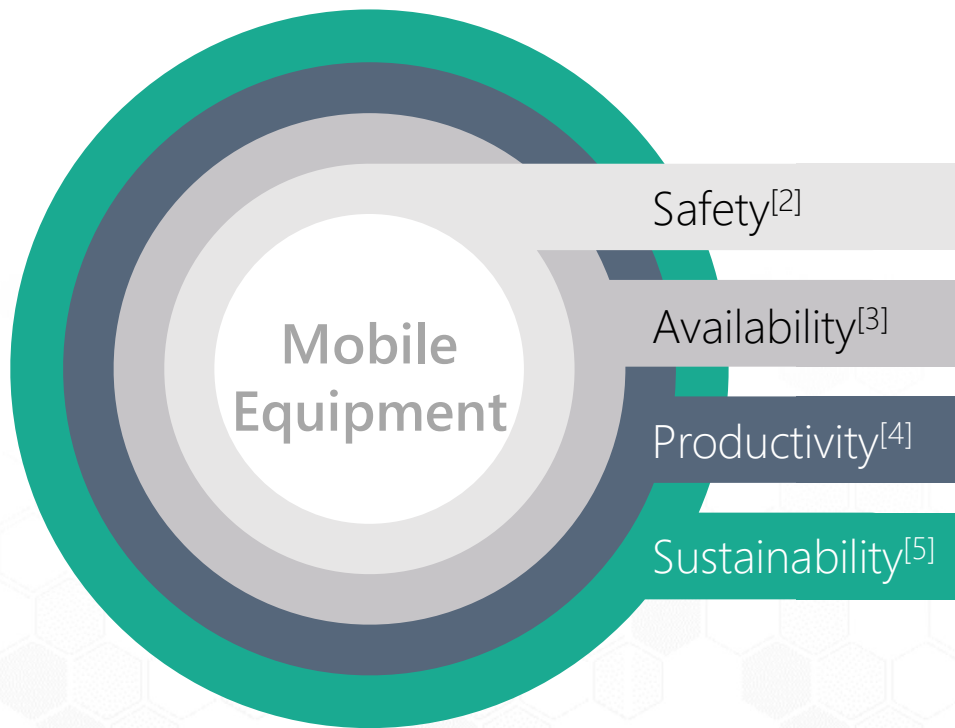 Mobile
Equipment
Safety[2]
Availability[3]
Productivity[4]
Sustainability[5]